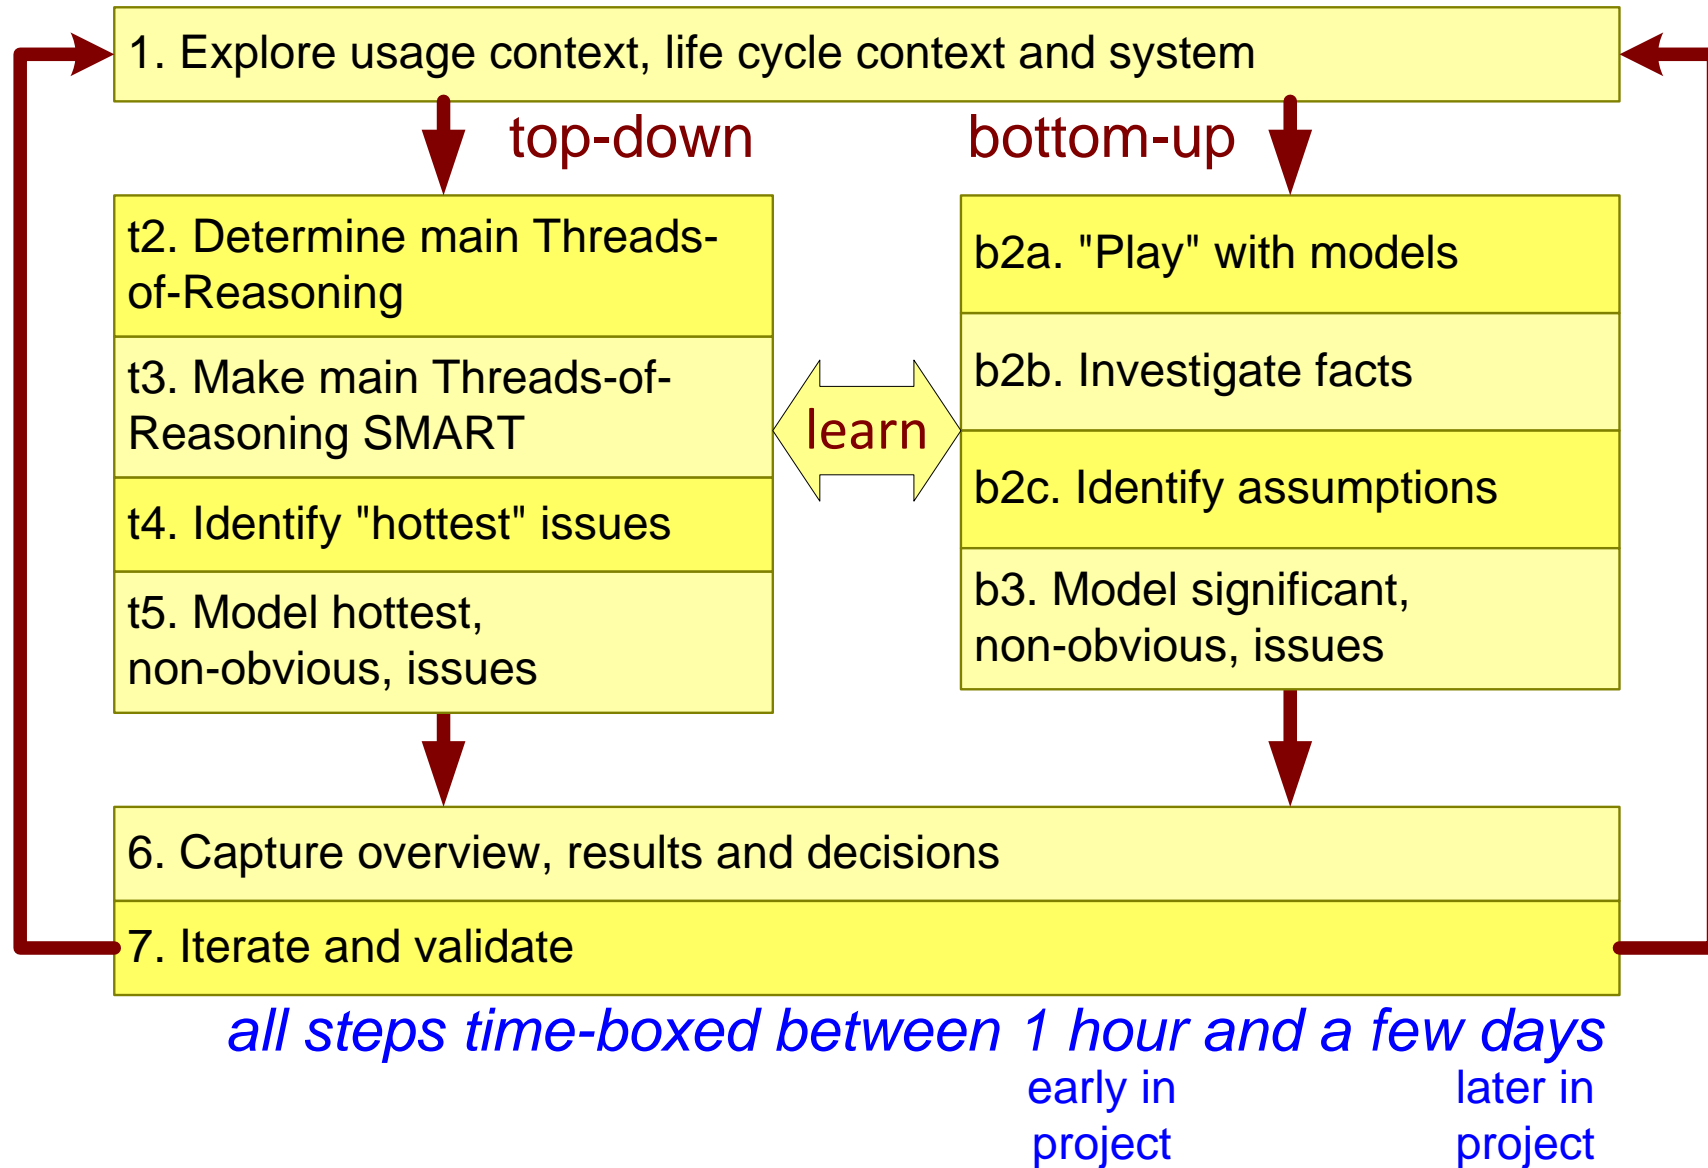 1. Explore usage context, life cycle context and system
top-down
bottom-up
t2. Determine main Threads-
of-Reasoning
t3. Make main Threads-of-
Reasoning SMART
t4. Identify "hottest" issues
t5. Model hottest,
non-obvious, issues
learn
b2a. "Play" with models
b2b. Investigate facts
b2c. Identify assumptions
b3. Model significant,
non-obvious, issues
6. Capture overview, results and decisions
7. Iterate and validate
all steps time-boxed between 1 hour and a few days
early in
project
later in
project